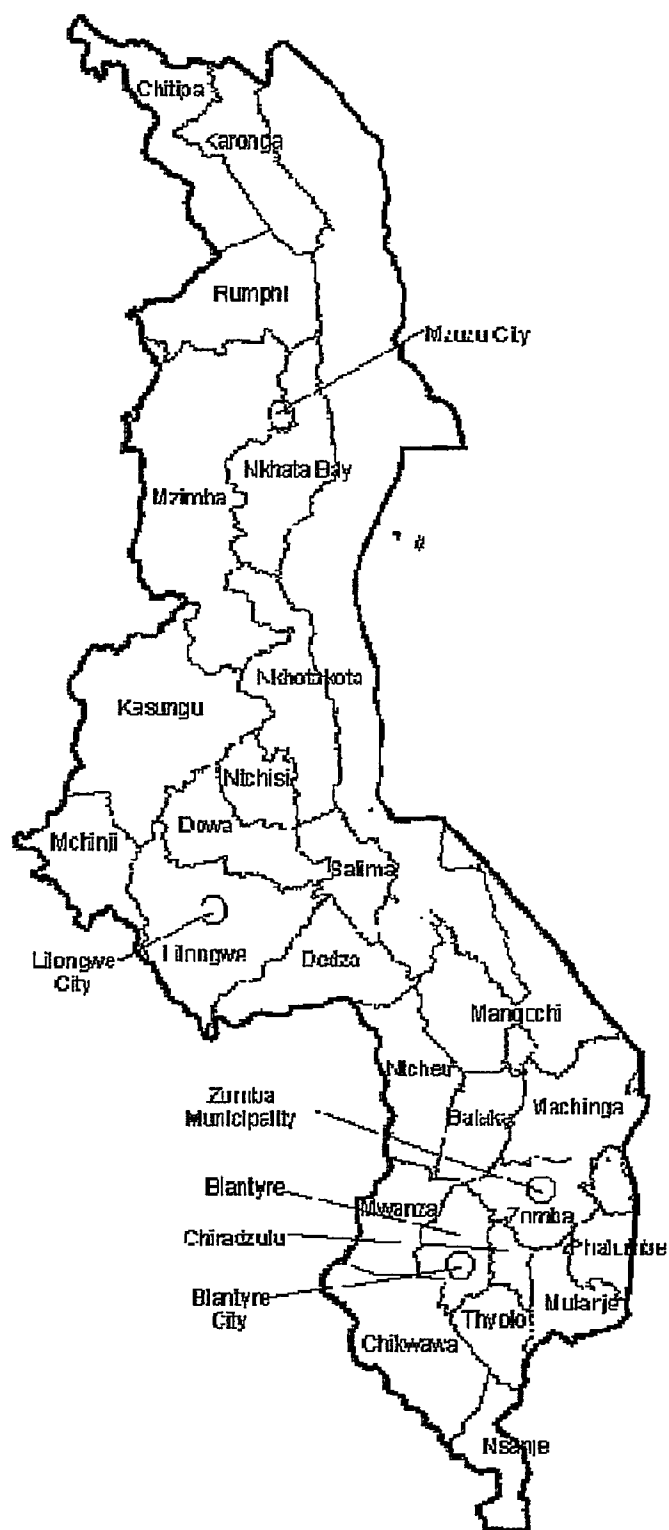 Chitipa
Karonga
Rumphi
Mzuzu City
Nkhata Bay
Mzimba
Nkhotakota
Kasungu
Ntchisi
Dowa
Mchinji
Salima
Lilongwe
City
Lilongwe
Dedza
Mangochi
Ntcheu
Balaka
Machinga
Zomba
Municipality
Mwanza
Blantyre
Zomba
Chiradzulu
Phalombe
Blantyre
City
Mulanje
Thyolo
Chikwawa
Nsanje